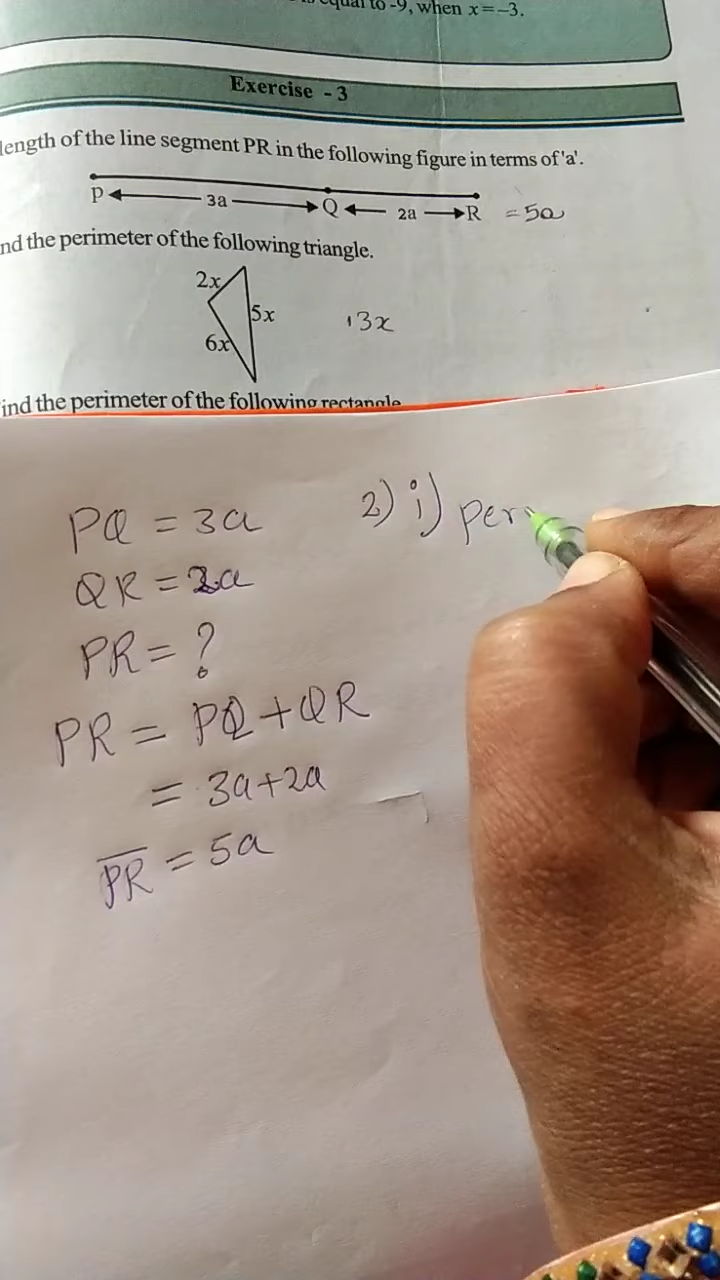 equal to -9, when x=-3.
Exercise - 3
length of the line segment PR in the following figure in terms of 'a'.
P 3a Q 2a R = 5a
nd the perimeter of the following triangle.
2x
5x
6x
13x
ind the perimeter of the following rectangle
PQ = 3a
QR = 2a
PR = ?
PR = PQ + QR
= 3a+2a
PR = 5a
2) i) per